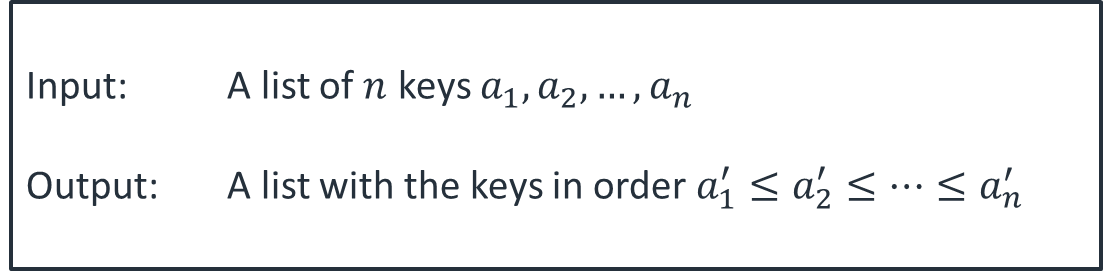 Input: A list of n keys a₁, a₂, …, aₙ
Output: A list with the keys in order a′₁ ≤ a′₂ ≤ ⋯ ≤ a′ₙ